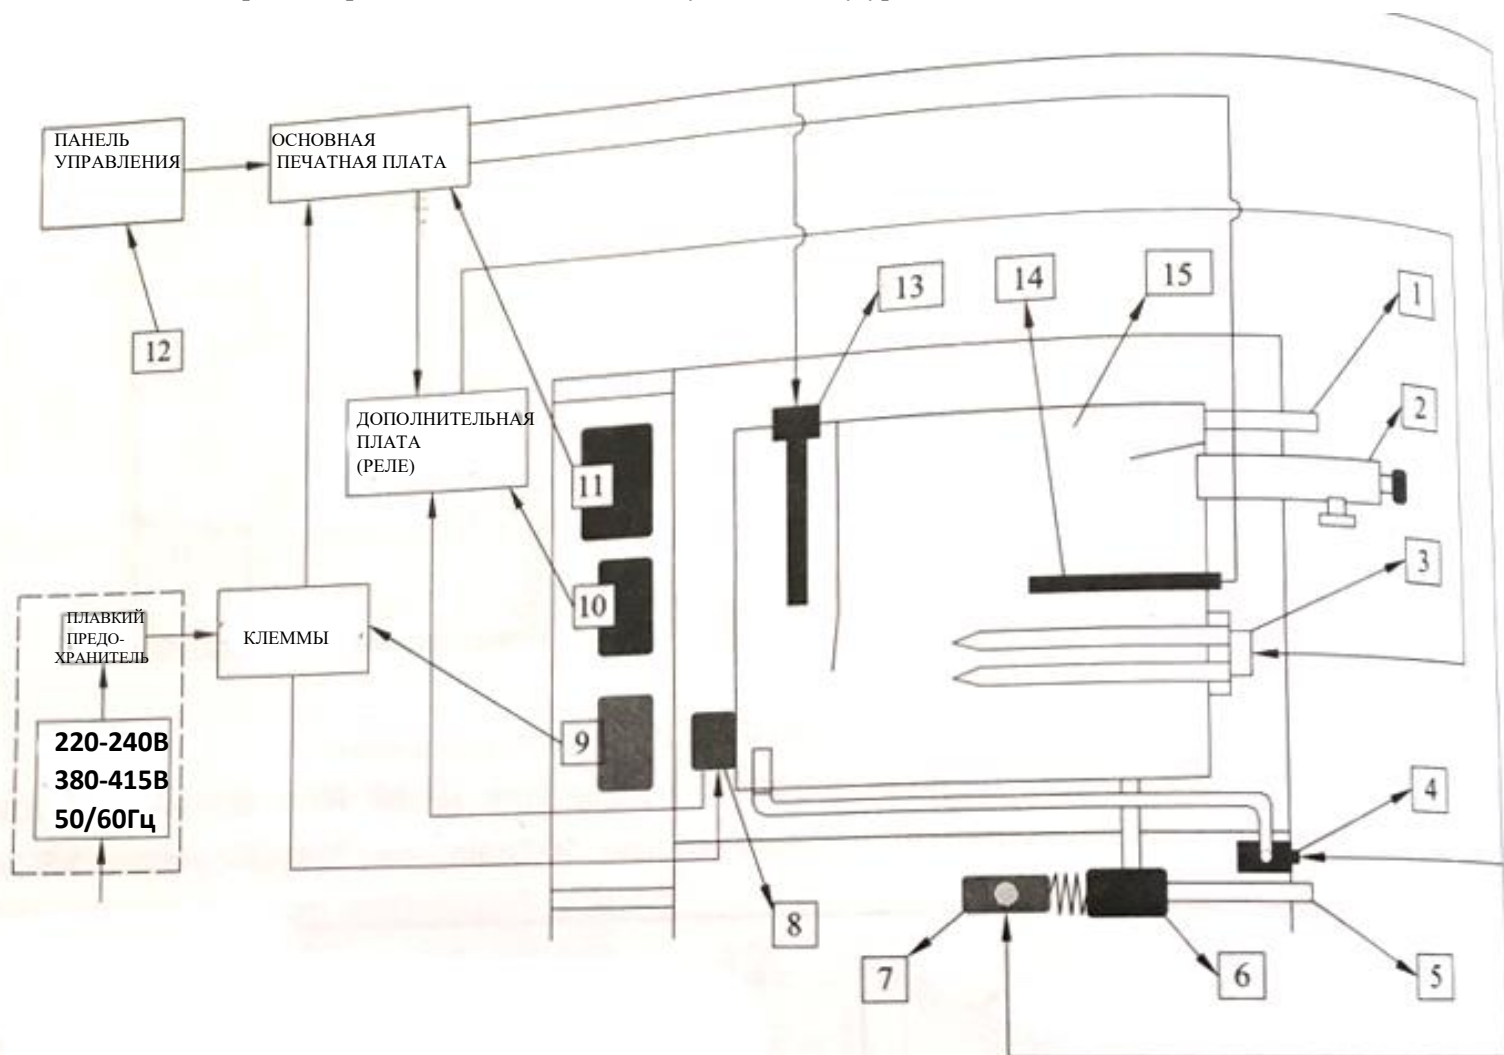 ПАНЕЛЬ
УПРАВЛЕНИЯ
ОСНОВНАЯ
ПЕЧАТНАЯ ПЛАТА
12
13
14
15
1
2
ДОПОЛНИТЕЛЬНАЯ
ПЛАТА
(РЕЛЕ)
11
3
10
ПЛАВКИЙ
ПРЕДО-
ХРАНИТЕЛЬ
КЛЕММЫ
9
220-240В
380-415В
50/60Гц
4
8
7
6
5